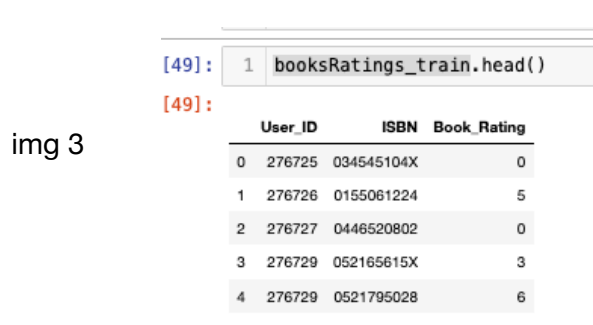 [49]: 1 booksRatings_train.head()
[49]:
User_ID ISBN Book_Rating
img 3
0 276725 034545104X 0
1 276726 0155061224 5
2 276727 0446520802 0
3 276729 052165615X 3
4 276729 0521795028 6